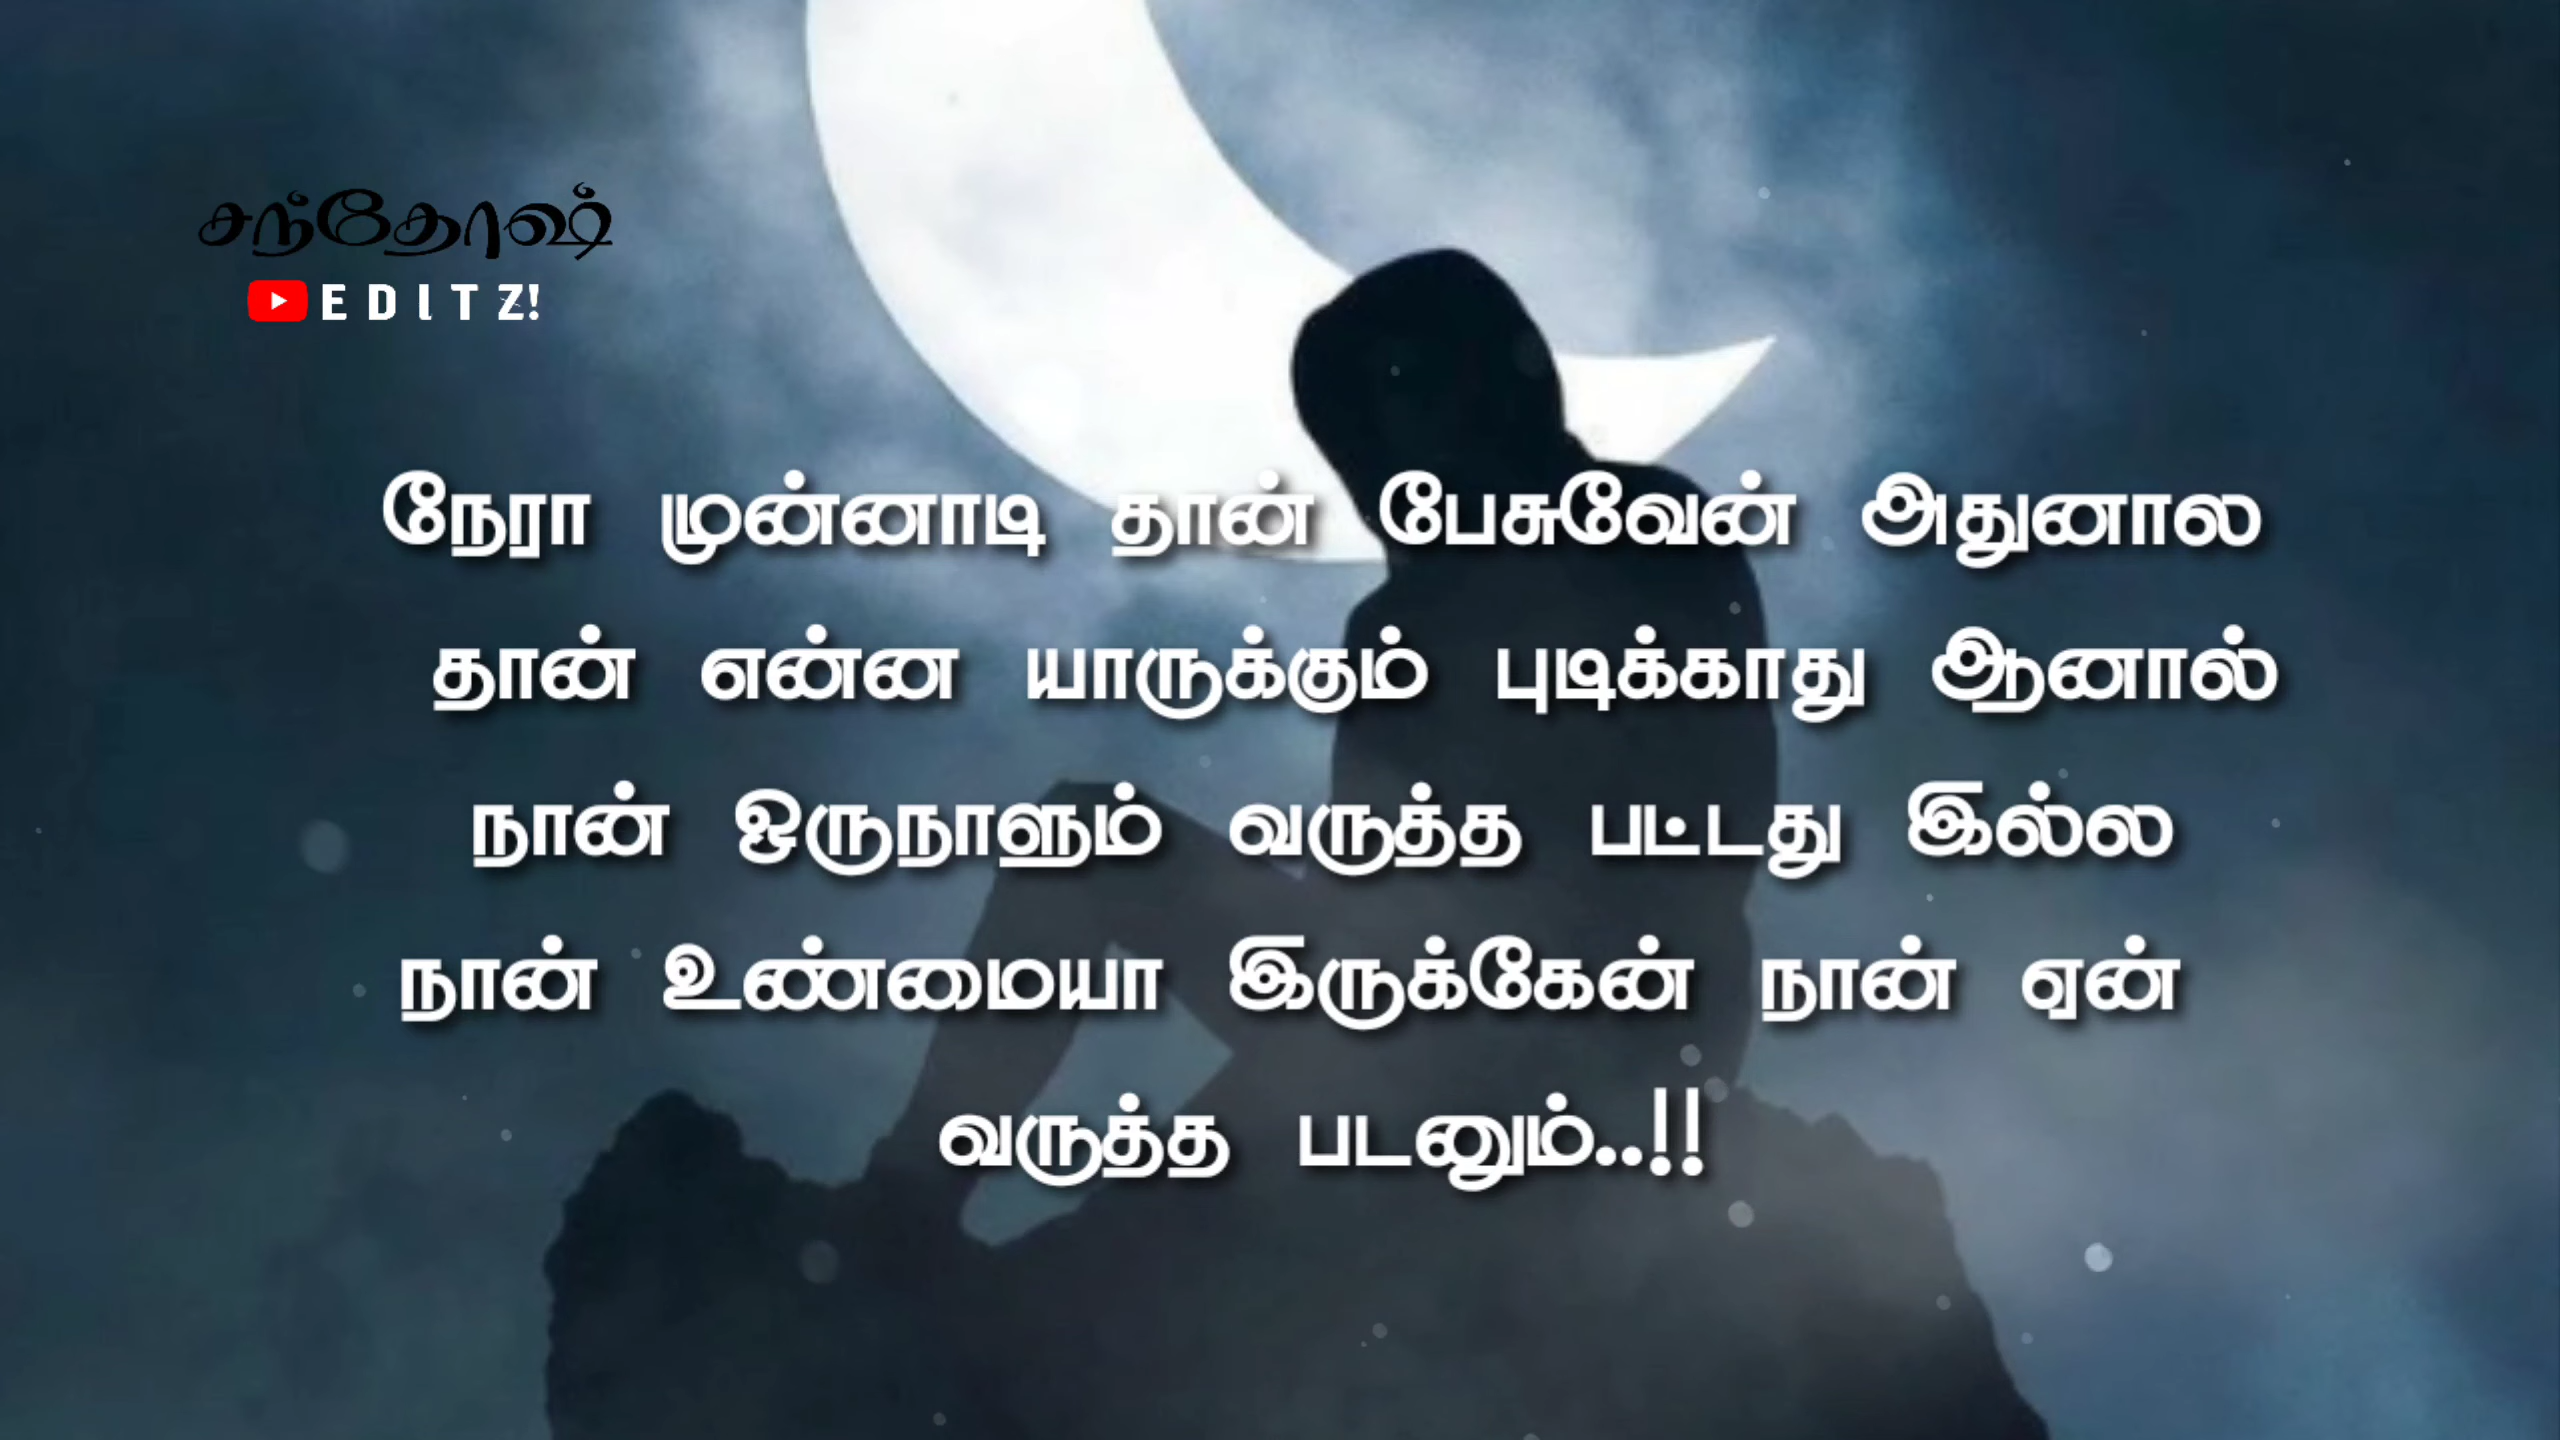 சந்தோஷ்
EDITZ!
நேரா முன்னாடி தான் பேசுவேன் அதுனால
தான் என்ன யாருக்கும் புடிக்காது ஆனால்
நான் ஒருநாளும் வருத்த பட்டது இல்ல
நான் உண்மையா இருக்கேன் நான் ஏன்
வருத்த படனும்..!!